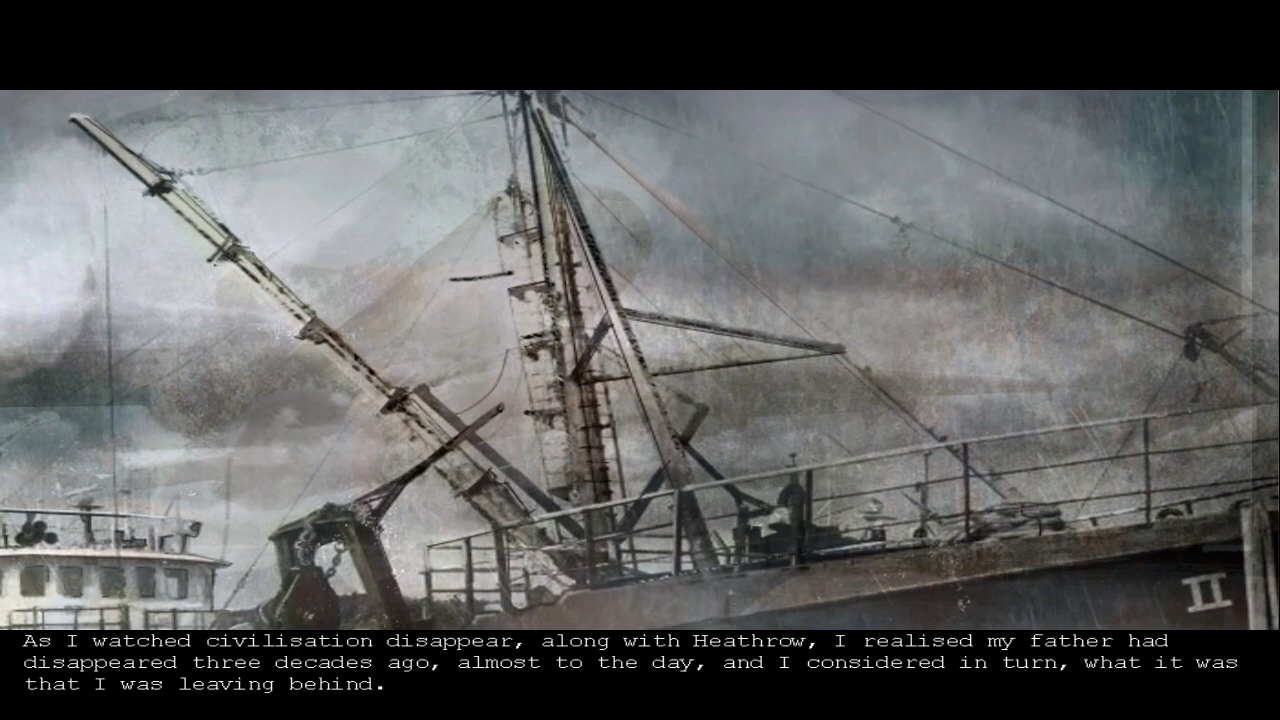 II
As I watched civilisation disappear, along with Heathrow, I realised my father had
disappeared three decades ago, almost to the day, and I considered in turn, what it was
that I was leaving behind.